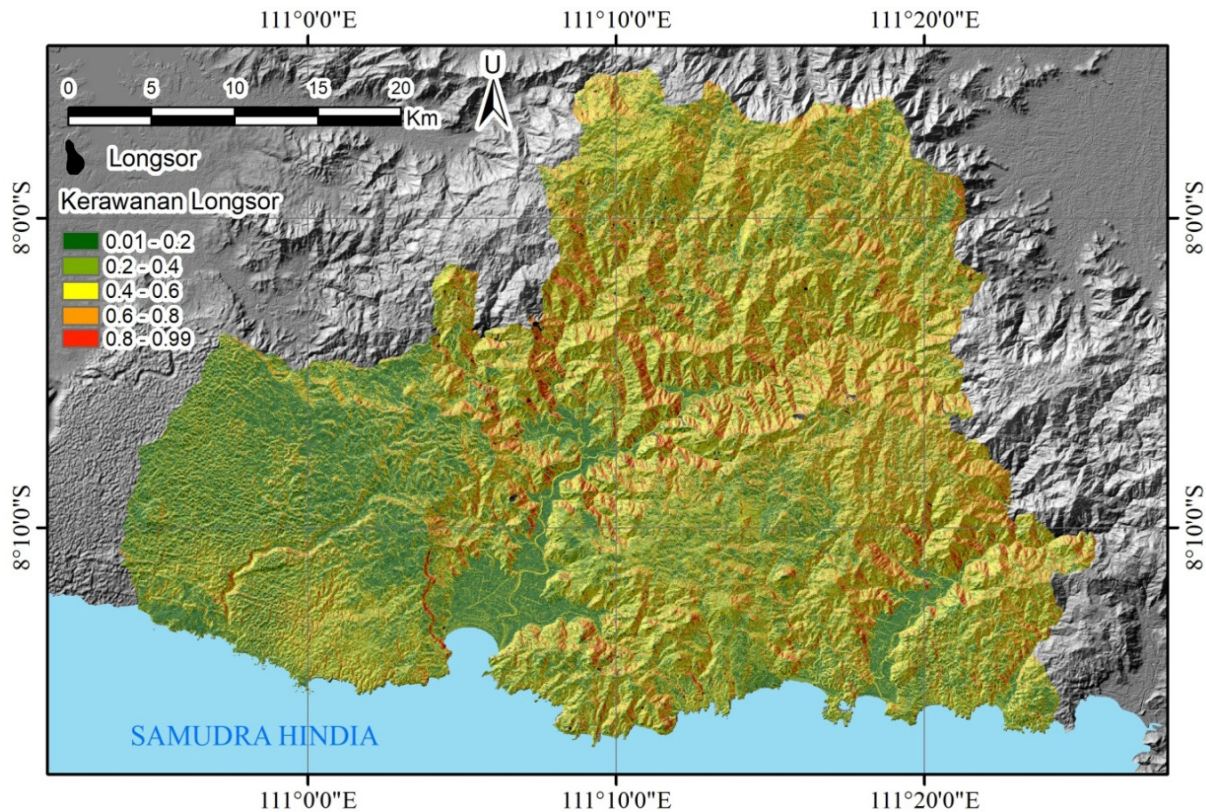 111°0'0"E 111°10'0"E 111°20'0"E
0 5 10 15 20
Km
U
Longsor
Kerawanan Longsor
0.01 - 0.2
0.2 - 0.4
0.4 - 0.6
0.6 - 0.8
0.8 - 0.99
8°0'0"S 8°0'0"S
8°10'0"S 8°10'0"S
SAMUDRA HINDIA
111°0'0"E 111°10'0"E 111°20'0"E